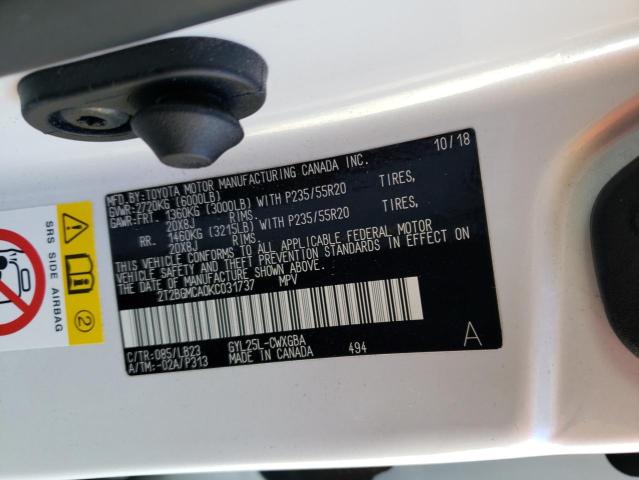 MFD.BY:TOYOTA MOTOR MANUFACTURING CANADA INC. 10/18
GVWR:2720KG (6000LB)
GAWR:FRT. 1360KG (3000LB)WITH P235/55R20 TIRES,
20X8J RIMS.
RR. 1460KG (3215LB)WITH P235/55R20 TIRES,
20X8J RIMS.
THIS VEHICLE CONFORMS TO ALL APPLICABLE FEDERAL MOTOR
VEHICLE SAFETY AND THEFT PREVENTION STANDARDS IN EFFECT ON
THE DATE OF MANUFACTURE SHOWN ABOVE.
2T2BGMCA0KC031737 MPV
C/TR:085/LB23 GYL25L-CWXGBA
A/TM:-02A/P313 MADE IN CANADA 494
A
SRS SIDE AIRBAG
2